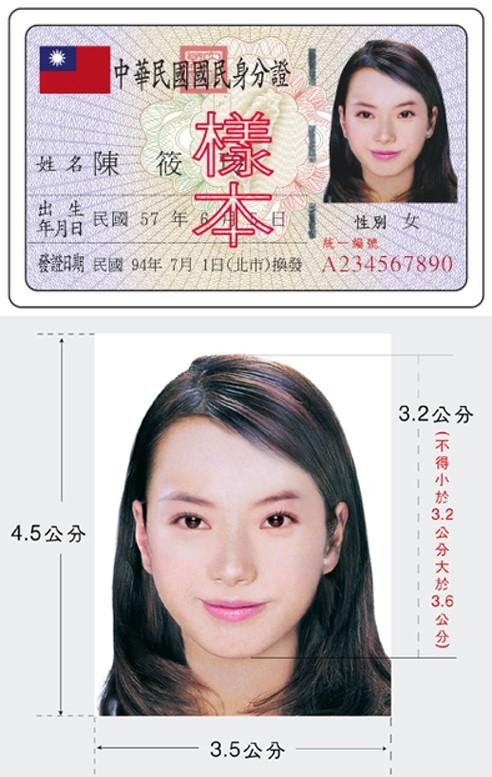 中華民國國民身分證
樣本
姓名 陳 筱
出生年月日 民國 57 年 6 月 5 日
性別 女
發證日期 民國 94年 7月 1日(北市)換發
統一編號
A234567890
4.5公分
3.2公分
(不得小於3.2公分大於3.6公分)
3.5公分